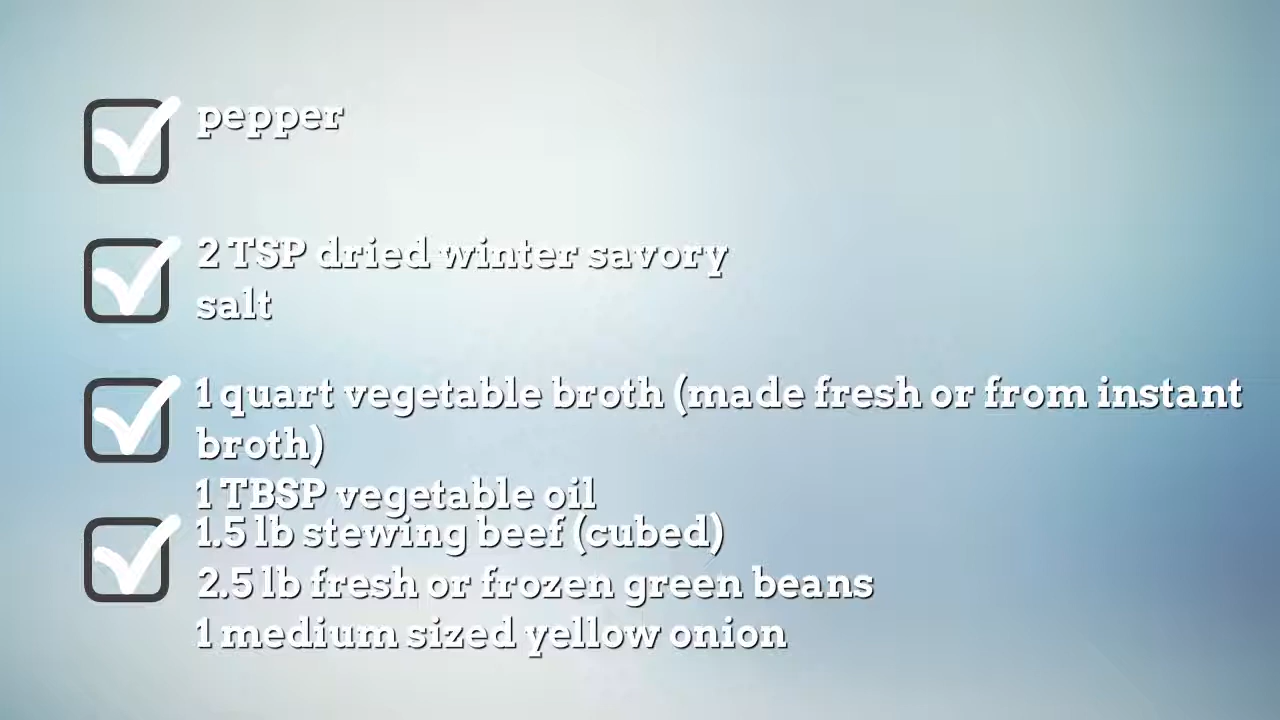 pepper
2 TSP dried winter savory
salt
1 quart vegetable broth (made fresh or from instant
broth)
1 TBSP vegetable oil
1.5 lb stewing beef (cubed)
2.5 lb fresh or frozen green beans
1 medium sized yellow onion